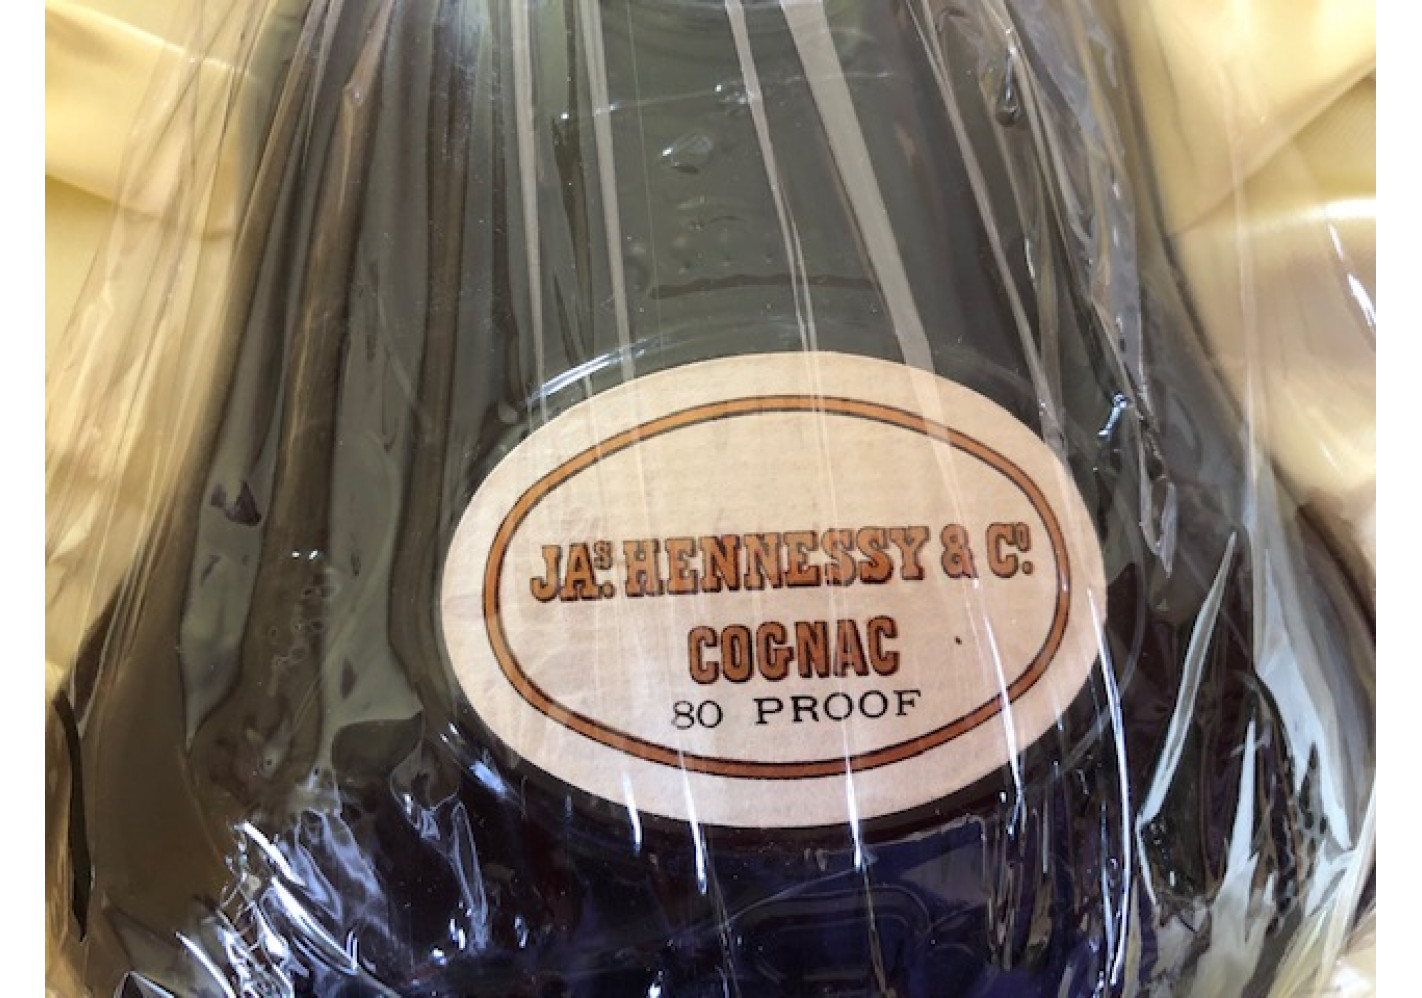 JAS. HENNESSY & CO.
COGNAC
80 PROOF